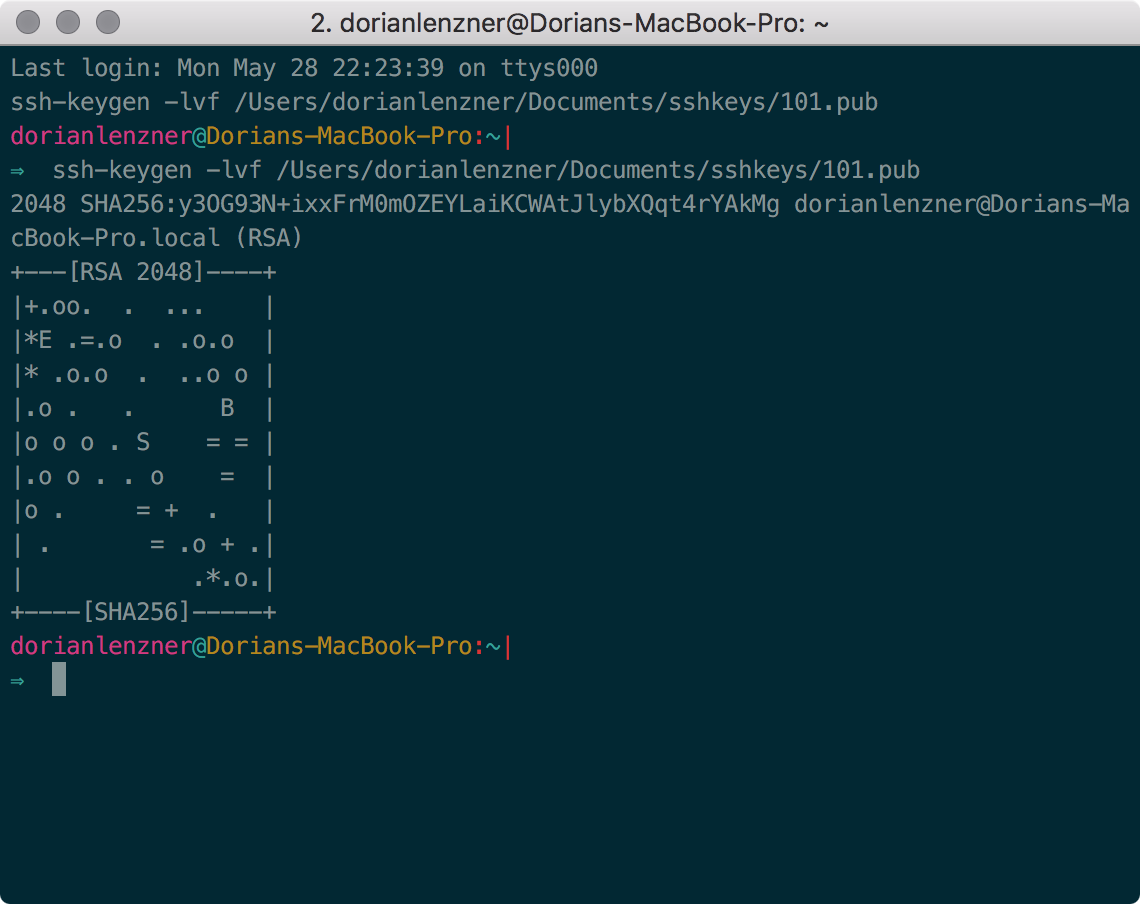 2. dorianlenzner@Dorians-MacBook-Pro: ~
Last login: Mon May 28 22:23:39 on ttys000
ssh-keygen -lvf /Users/dorianlenzner/Documents/sshkeys/101.pub
dorianlenzner@Dorians-MacBook-Pro:~|
⇒  ssh-keygen -lvf /Users/dorianlenzner/Documents/sshkeys/101.pub
2048 SHA256:y3OG93N+ixxFrM0mOZEYLaiKCWAtJlybXQqt4rYAkMg dorianlenzner@Dorians-Ma
cBook-Pro.local (RSA)
+---[RSA 2048]----+
|+.oo.  .  ...    |
|*E .=.o  . .o.o  |
|* .o.o  .  ..o o |
|.o .   .      B  |
|o o o . S    = = |
|.o o . . o    =  |
|o .     = +  .   |
| .       = .o + .|
|            .*.o.|
+----[SHA256]-----+
dorianlenzner@Dorians-MacBook-Pro:~|
⇒